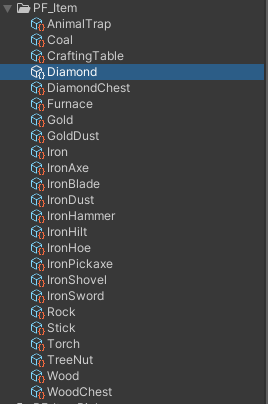 PF_Item
AnimalTrap
Coal
CraftingTable
Diamond
DiamondChest
Furnace
Gold
GoldDust
Iron
IronAxe
IronBlade
IronDust
IronHammer
IronHilt
IronHoe
IronPickaxe
IronShovel
IronSword
Rock
Stick
Torch
TreeNut
Wood
WoodChest